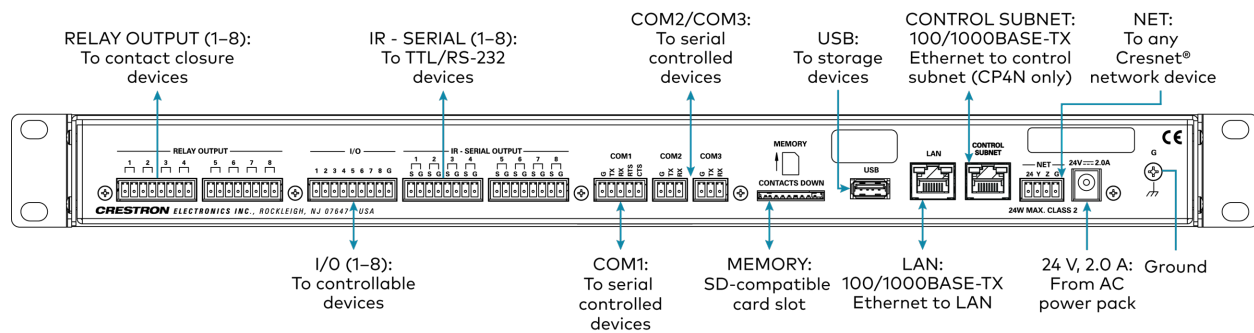 RELAY OUTPUT (1–8):
To contact closure
devices
IR - SERIAL (1–8):
To TTL/RS-232
devices
COM2/COM3:
To serial
controlled
devices
USB:
To storage
devices
CONTROL SUBNET:
100/1000BASE-TX
Ethernet to control
subnet (CP4N only)
NET:
To any
Cresnet®
network device
RELAY OUTPUT
1 2 3 4 5 6 7 8
I/O
1 2 3 4 5 6 7 8 G
IR - SERIAL OUTPUT
1 2 3 4 5 6 7 8
S G S G S G S G S G S G S G S G
COM1
G TX RX RTS CTS
COM2
G TX RX
COM3
G TX RX
MEMORY
CONTACTS DOWN
USB
LAN
CONTROL
SUBNET
NET
24 Y Z G
24V⎓2.0A
24W MAX. CLASS 2
CE
G
CRESTRON ELECTRONICS INC., ROCKLEIGH, NJ 07647 USA
I/O (1–8):
To controllable
devices
COM1:
To serial
controlled
devices
MEMORY:
SD-compatible
card slot
LAN:
100/1000BASE-TX
Ethernet to LAN
24 V, 2.0 A:
From AC
power pack
Ground